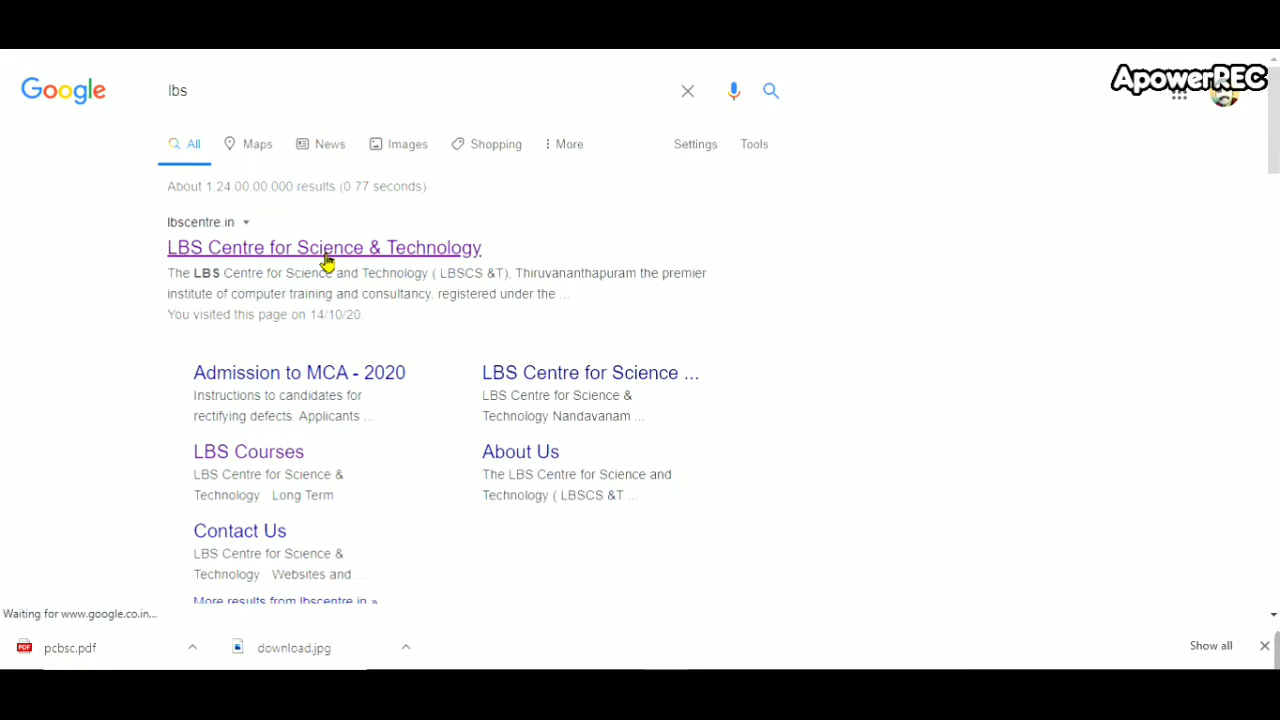 ApowerREC
Google
lbs
All Maps News Images Shopping More Settings Tools
About 1,24,00,00,000 results (0.77 seconds)
lbscentre.in
LBS Centre for Science & Technology
The LBS Centre for Science and Technology ( LBSCS &T), Thiruvananthapuram the premier
institute of computer training and consultancy, registered under the ...
You visited this page on 14/10/20.
Admission to MCA - 2020
Instructions to candidates for
rectifying defects. Applicants ...
LBS Centre for Science ...
LBS Centre for Science &
Technology Nandavanam ...
LBS Courses
LBS Centre for Science &
Technology Long Term ...
About Us
The LBS Centre for Science and
Technology ( LBSCS &T ...
Contact Us
LBS Centre for Science &
Technology Websites and ...
More results from lbscentre.in »
Waiting for www.google.co.in...
pcbsc.pdf
download.jpg
Show all